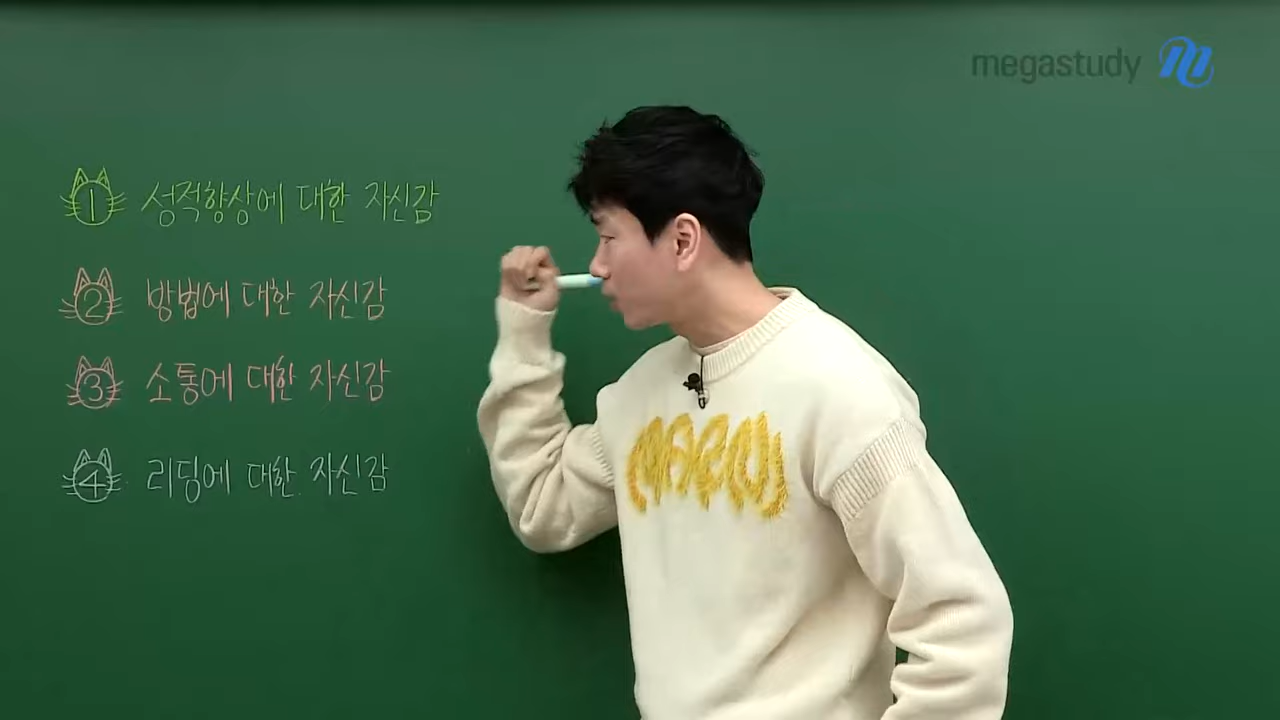 megastudy
① 성적향상에 대한 자신감
② 방법에 대한 자신감
③ 소통에 대한 자신감
④ 리딩에 대한 자신감